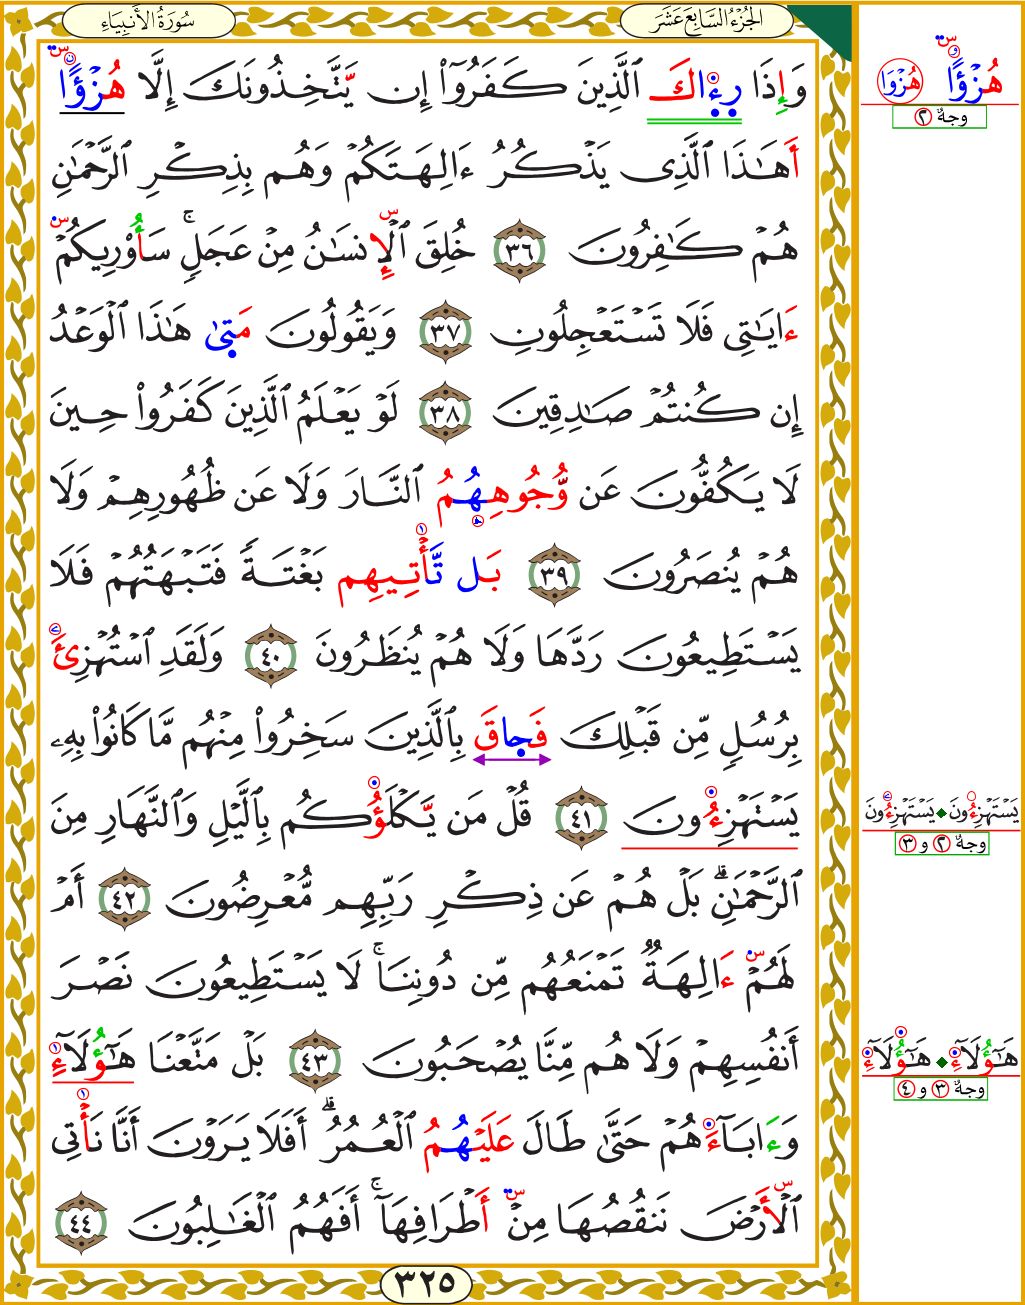 الجُزْءُ السَّابِعَ عَشَرَ
سُورَةُ الأَنبِيَاءِ
وَإِذَا رِءَاكَ ٱلَّذِينَ كَفَرُوٓاْ إِن يَّتَّخِذُونَكَ إِلَّا هُزُؤًا
أَهَٰذَا ٱلَّذِى يَذْكُرُ ءَالِهَتَكُمْ وَهُم بِذِكْرِ ٱلرَّحْمَٰنِ
هُمْ كَٰفِرُونَ ٣٦ خُلِقَ ٱلْإِنسَٰنُ مِنْ عَجَلٍۚ سَأُوْرِيكُمْ
ءَايَٰتِى فَلَا تَسْتَعْجِلُونِ ٣٧ وَيَقُولُونَ مَتِىٰ هَٰذَا ٱلْوَعْدُ
إِن كُنتُمْ صَٰدِقِينَ ٣٨ لَوْ يَعْلَمُ ٱلَّذِينَ كَفَرُواْ حِينَ
لَا يَكُفُّونَ عَن وُّجُوهِهُمُ ٱلنَّارَ وَلَا عَن ظُهُورِهِمْ وَلَا
هُمْ يُنصَرُونَ ٣٩ بَل تَّأْتِيهِم بَغْتَةً فَتَبْهَتُهُمْ فَلَا
يَسْتَطِيعُونَ رَدَّهَا وَلَا هُمْ يُنظَرُونَ ٤٠ وَلَقَدِ ٱسْتُهْزِئَ
بِرُسُلٍ مِّن قَبْلِكَ فَحِاقَ بِالَّذِينَ سَخِرُواْ مِنْهُم مَّا كَانُواْ بِهِۦ
يَسْتَهْزِءُونَ ٤١ قُلْ مَن يَّكْلَؤُكُم بِالَّيْلِ وَٱلنَّهَارِ مِنَ
ٱلرَّحْمَٰنِۗ بَلْ هُمْ عَن ذِكْرِ رَبِّهِم مُّعْرِضُونَ ٤٢ أَمْ
لَهُمْ ءَالِهَةٌ تَمْنَعُهُم مِّن دُونِنَاۚ لَا يَسْتَطِيعُونَ نَصْرَ
أَنفُسِهِمْ وَلَا هُم مِّنَّا يُصْحَبُونَ ٤٣ بَلْ مَتَّعْنَا هَٰٓؤُلَآءِ
وَءَابَآءَهُمْ حَتَّىٰ طَالَ عَلَيْهُمُ ٱلْعُمُرُۗ أَفَلَا يَرَوْنَ أَنَّا نَأْتِى
ٱلْأَرْضَ نَنقُصُهَا مِنْ أَطْرَافِهَآۚ أَفَهُمُ ٱلْغَٰلِبُونَ ٤٤
٣٢٥
هُزُؤًا هُزْوَا
وجهٌ ٢
يَسْتَهْزِءُونَ ◆ يَسْتَهْزِءُونَ
وجهٌ ٢ و ٣
هَٰٓؤُلَآءِ ◆ هَٰٓؤُلَآءِ
وجهٌ ٣ و ٤